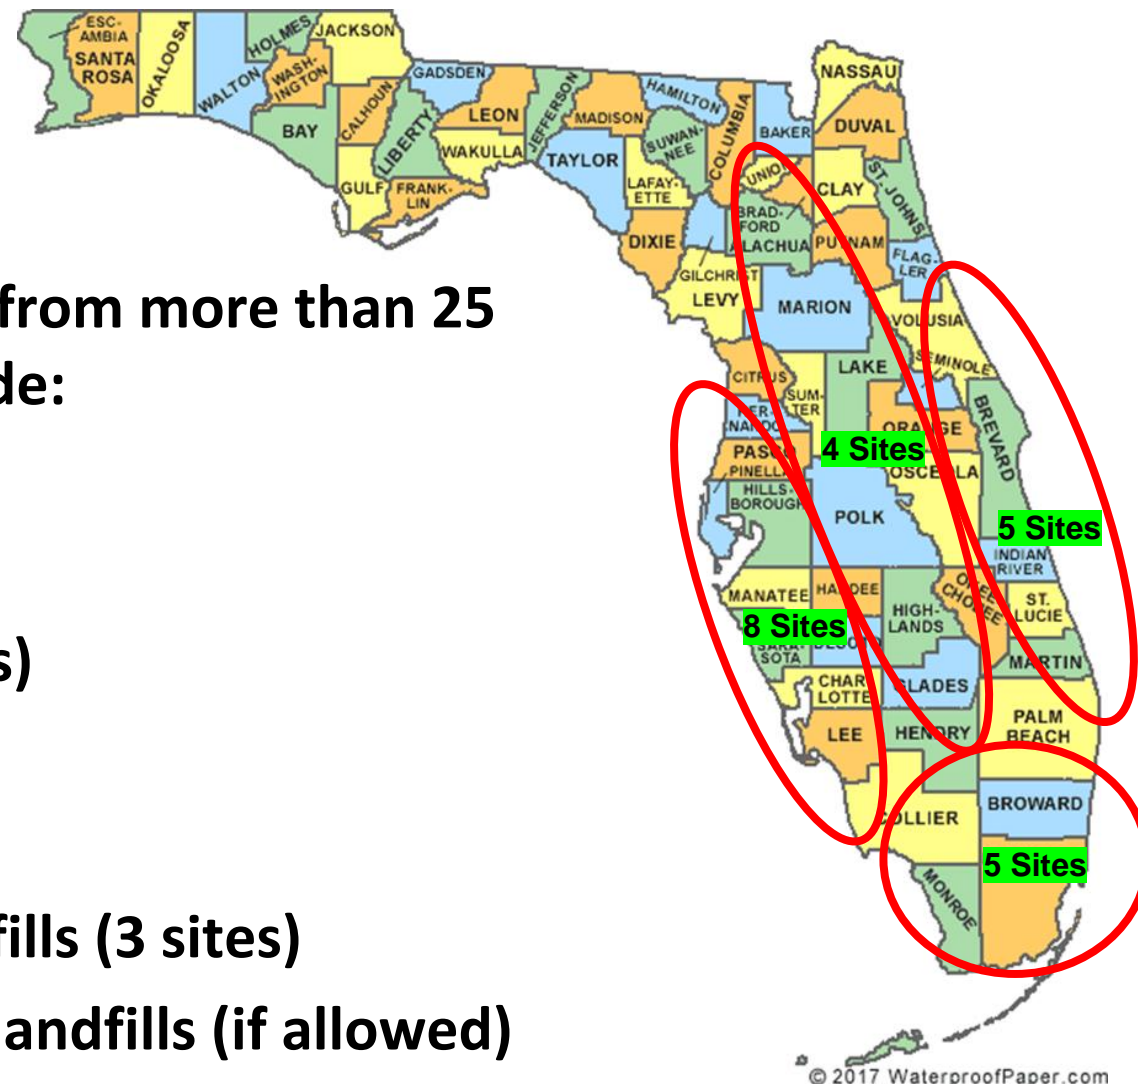 from more than 25
de:
s)
fills (3 sites)
andfills (if allowed)
ESC-
AMBIA
SANTA
ROSA
OKALOOSA
WALTON
HOLMES
WASH-
INGTON
JACKSON
BAY
CALHOUN
GULF
LIBERTY
GADSDEN
FRANK-
LIN
LEON
WAKULLA
JEFFERSON
MADISON
TAYLOR
HAMILTON
SUWAN-
NEE
LAFAY-
ETTE
DIXIE
COLUMBIA
BAKER
NASSAU
DUVAL
UNION
CLAY
ST. JOHNS
BRAD-
FORD
ALACHUA
PUTNAM
FLAG-
LER
GILCHRIST
LEVY
MARION
VOLUSIA
SEMINOLE
LAKE
CITRUS
SUM-
TER
HER-
NANDO
ORANGE
BREVARD
PASCO
4 Sites
OSCEOLA
PINELLA
HILLS-
BOROUGH
POLK
5 Sites
INDIAN
RIVER
MANATEE
HARDEE
HIGH-
LANDS
OKEE
CHOBEE
ST.
LUCIE
8 Sites
DESOTO
SARA-
SOTA
MARTIN
CHAR
LOTTE
GLADES
LEE
HENDRY
PALM
BEACH
COLLIER
BROWARD
5 Sites
MONROE
© 2017 WaterproofPaper.com